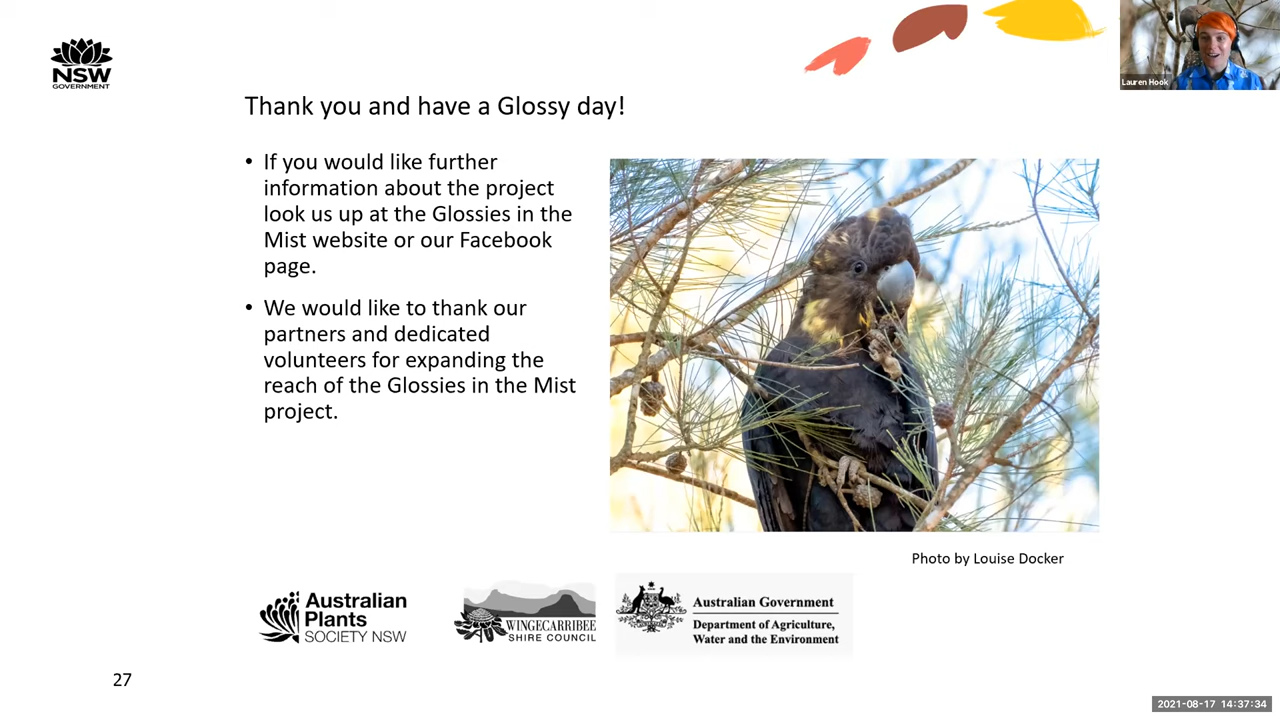 NSW
GOVERNMENT
Lauren Hook
Thank you and have a Glossy day!
• If you would like further
information about the project
look us up at the Glossies in the
Mist website or our Facebook
page.
• We would like to thank our
partners and dedicated
volunteers for expanding the
reach of the Glossies in the Mist
project.
Photo by Louise Docker
Australian
Plants
SOCIETY NSW
WINGECARRIBEE
SHIRE COUNCIL
Australian Government
Department of Agriculture,
Water and the Environment
27
2021-08-17 14:37:34